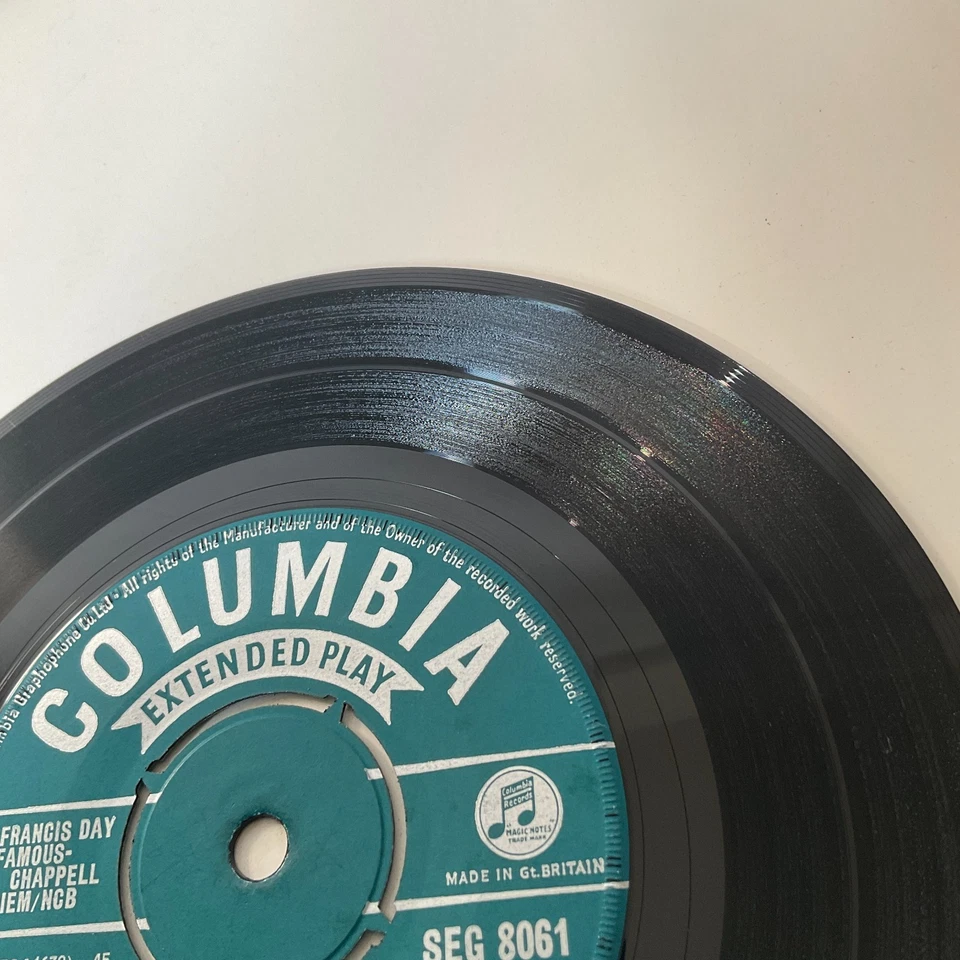 mbia Graphophone Co. Ltd · All rights of the Manufacturer and of the Owner of the recorded work reserved.
COLUMBIA
EXTENDED PLAY
Columbia
Records
"MAGIC NOTES"
TRADE MARK
MADE IN Gt. BRITAIN
FRANCIS DAY
FAMOUS-
CHAPPELL
IEM/NCB
SEG 8061
45